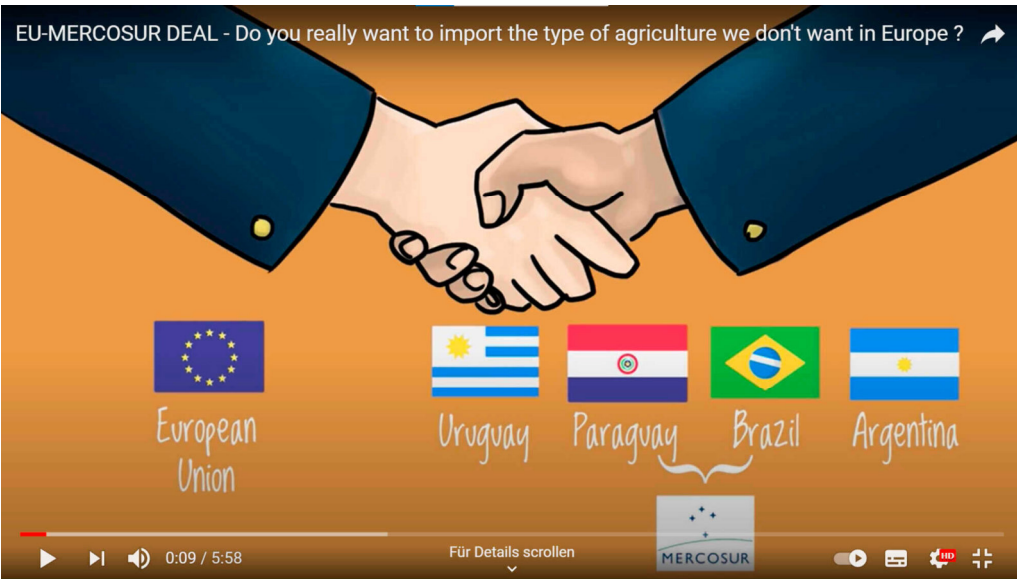 EU-MERCOSUR DEAL - Do you really want to import the type of agriculture we don't want in Europe ?
European
Union
Uruguay
Paraguay
Brazil
Argentina
MERCOSUR
0:09 / 5:58
Für Details scrollen
HD